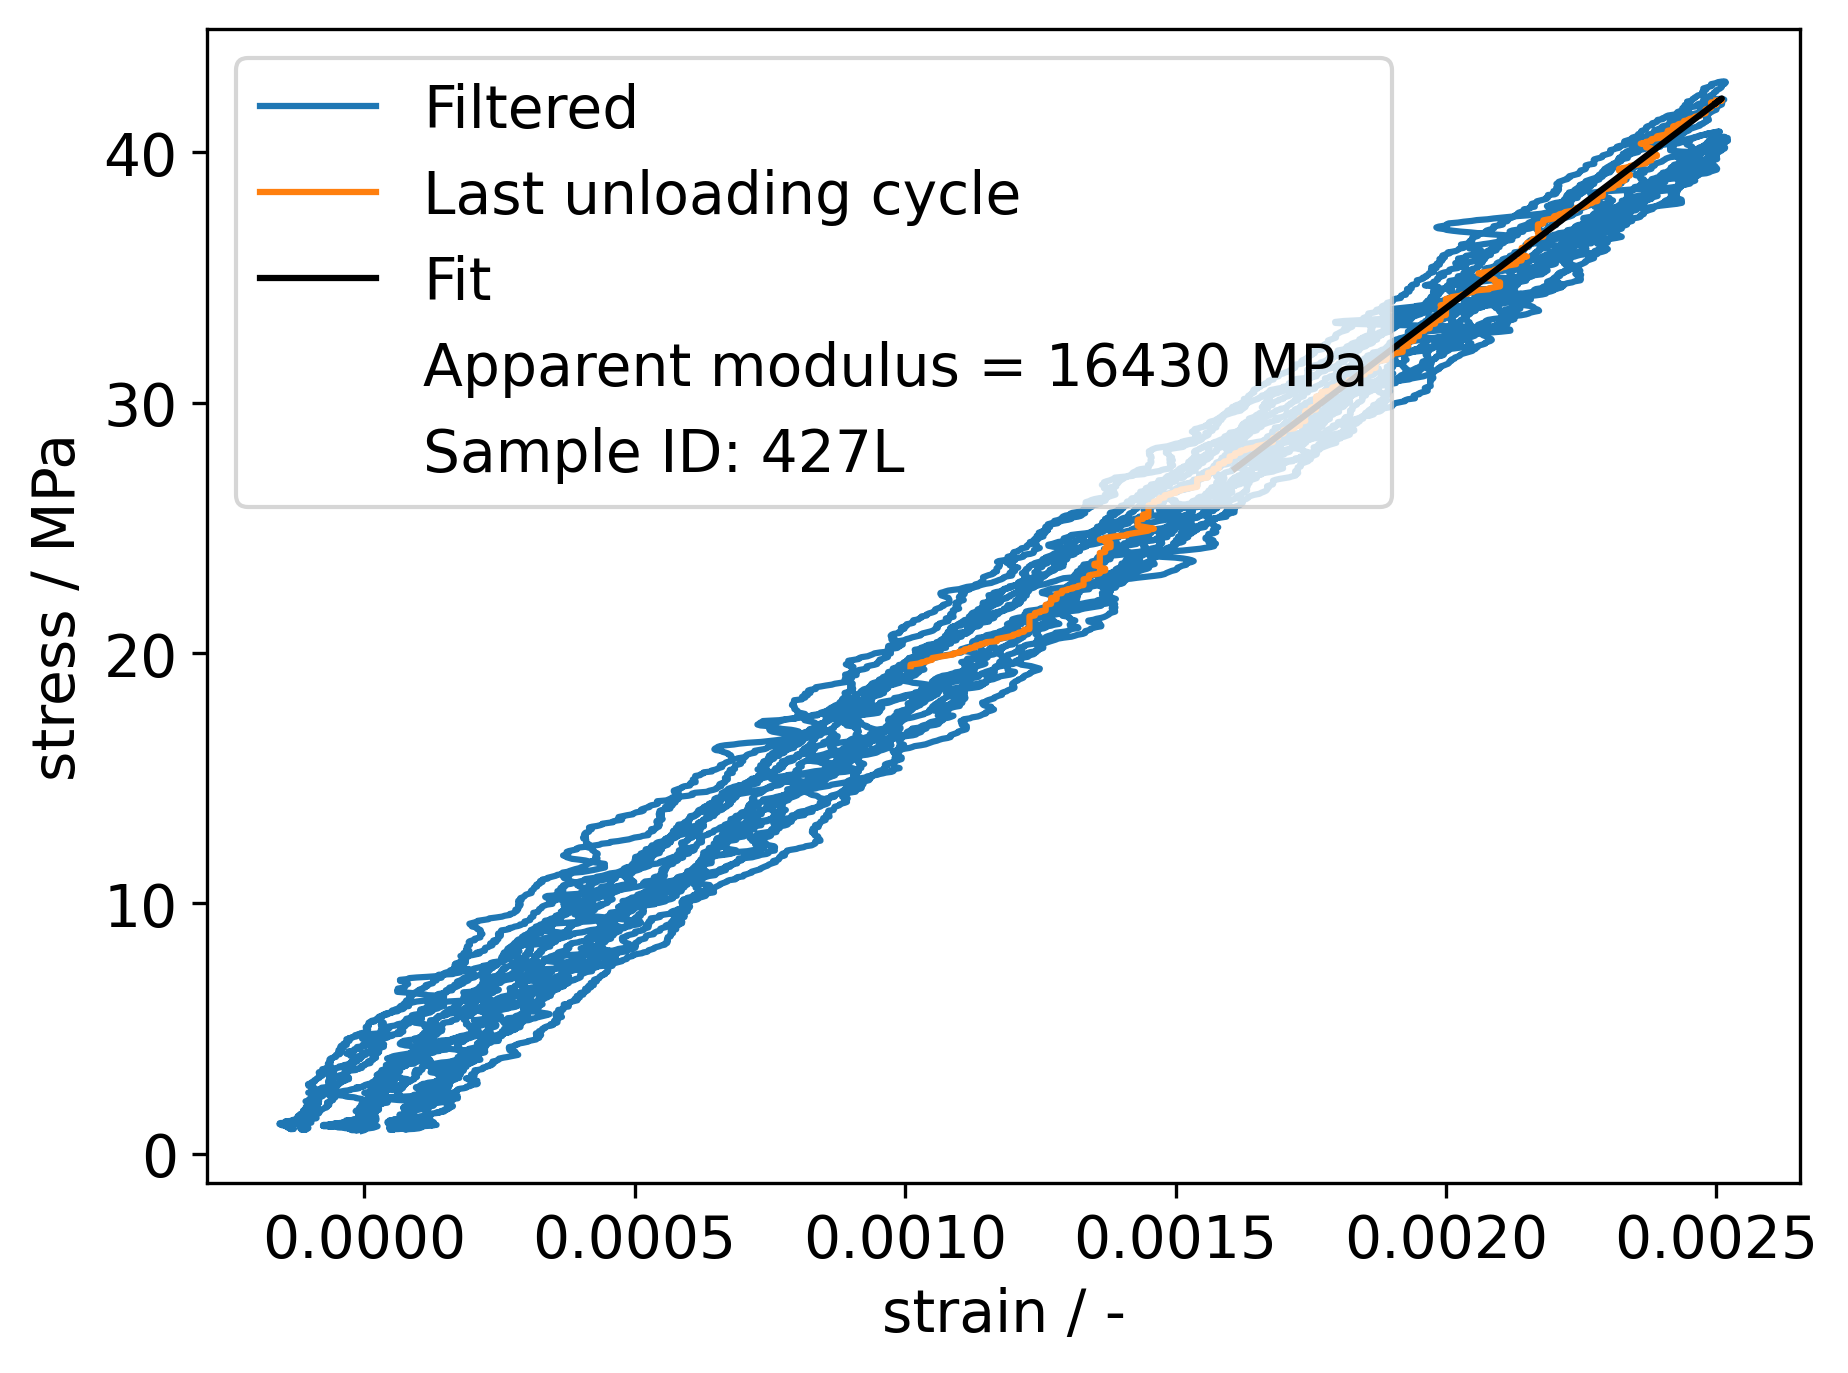 Filtered
Last unloading cycle
Fit
Apparent modulus = 16430 MPa
Sample ID: 427L
stress / MPa
40
30
20
10
0
0.0000 0.0005 0.0010 0.0015 0.0020 0.0025
strain / -